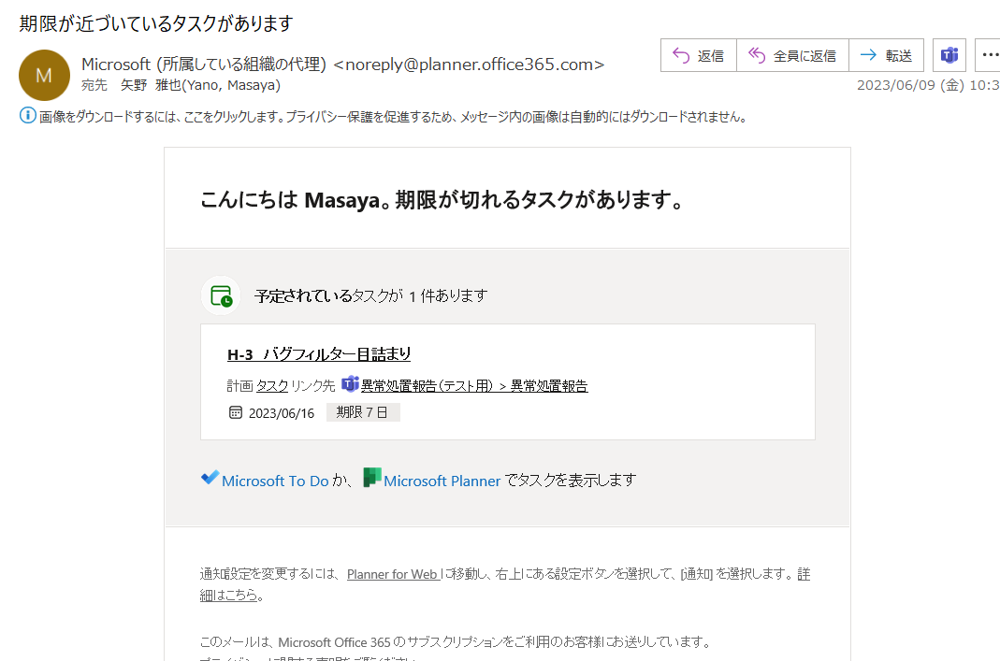 期限が近づいているタスクがあります
M
Microsoft (所属している組織の代理) <noreply@planner.office365.com>
返信 全員に返信 転送
宛先 矢野 雅也(Yano, Masaya)
2023/06/09 (金) 10:3
画像をダウンロードするには、ここをクリックします。プライバシー保護を促進するため、メッセージ内の画像は自動的にはダウンロードされません。
こんにちは Masaya。期限が切れるタスクがあります。
予定されているタスクが 1 件あります
H-3 バグフィルター目詰まり
計画 タスク リンク先 異常処置報告(テスト用) > 異常処置報告
2023/06/16 期限 7 日
Microsoft To Do か、 Microsoft Planner でタスクを表示します
通知設定を変更するには、 Planner for Web に移動し、右上にある設定ボタンを選択して、[通知] を選択します。詳
細はこちら。
このメールは、Microsoft Office 365 のサブスクリプションをご利用のお客様にお送りしています。